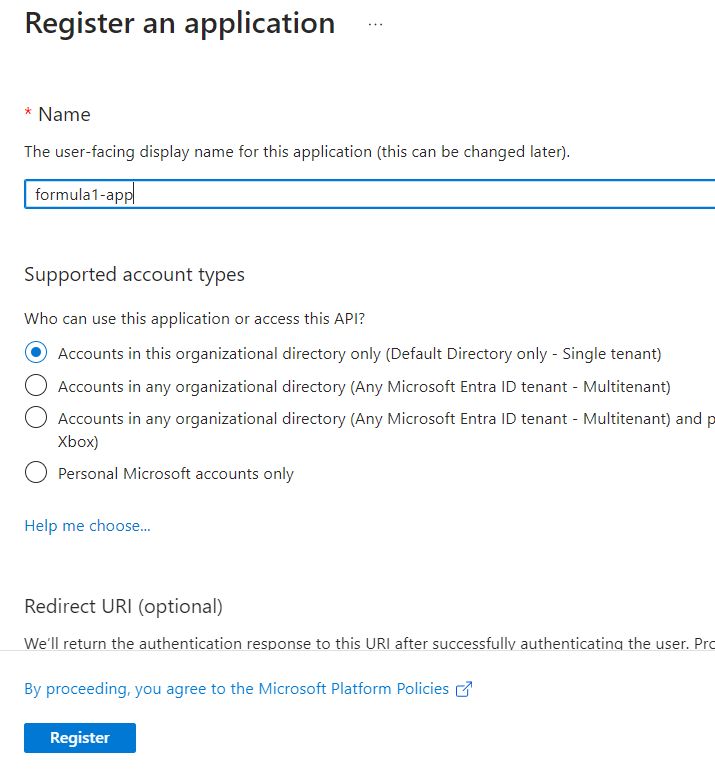 Register an application ...
* Name
The user-facing display name for this application (this can be changed later).
formula1-app
Supported account types
Who can use this application or access this API?
Accounts in this organizational directory only (Default Directory only - Single tenant)
Accounts in any organizational directory (Any Microsoft Entra ID tenant - Multitenant)
Accounts in any organizational directory (Any Microsoft Entra ID tenant - Multitenant) and p
Xbox)
Personal Microsoft accounts only
Help me choose...
Redirect URI (optional)
We'll return the authentication response to this URI after successfully authenticating the user. Pro
By proceeding, you agree to the Microsoft Platform Policies
Register